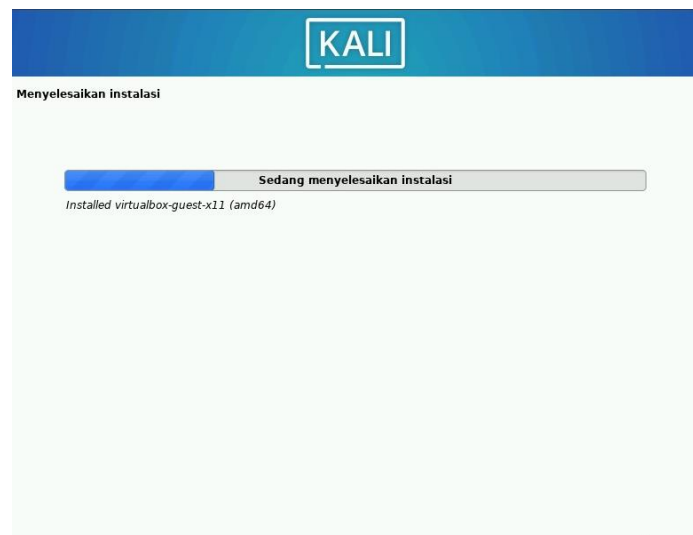 KALI
Menyelesaikan instalasi
Sedang menyelesaikan instalasi
Installed virtualbox-guest-x11 (amd64)